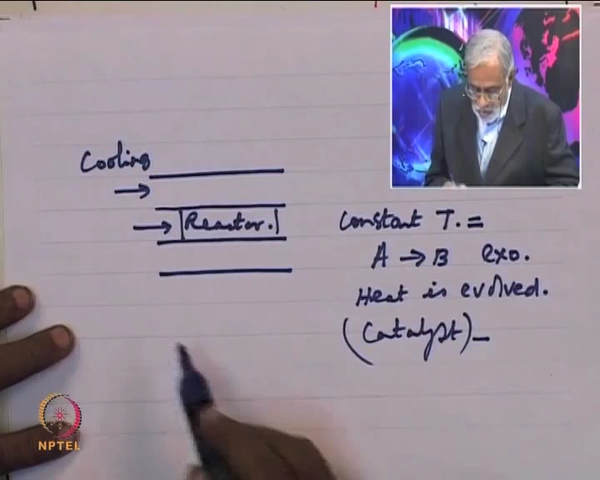 Cooling
Reactor.
Constant T. =
A → B exo.
Heat is evolved.
(Catalyst) –
NPTEL